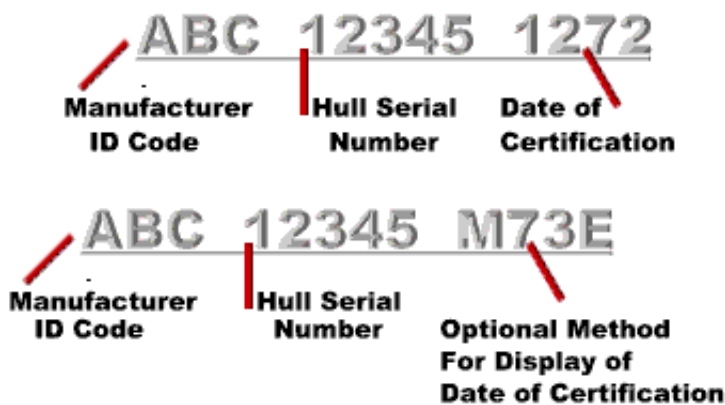 ABC 12345 1272
Manufacturer Hull Serial Date of
ID Code Number Certification
ABC 12345 M73E
Manufacturer Hull Serial
ID Code Number Optional Method
For Display of
Date of Certification